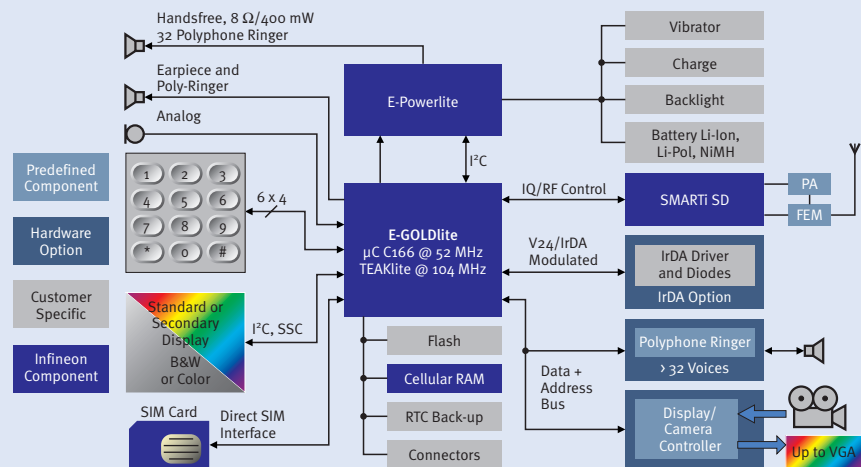 Handsfree, 8 Ω/400 mW
32 Polyphone Ringer
Earpiece and
Poly-Ringer
Analog
E-Powerlite
I²C
Vibrator
Charge
Backlight
Battery Li-Ion,
Li-Pol, NiMH
Predefined
Component
Hardware
Option
Customer
Specific
Infineon
Component
1 2 3
4 5 6
7 8 9
* 0 #
6 x 4
E-GOLDlite
µC C166 @ 52 MHz
TEAKlite @ 104 MHz
IQ/RF Control
SMARTi SD
PA
FEM
V24/IrDA
Modulated
IrDA Driver
and Diodes
IrDA Option
Standard or
Secondary
Display
B&W
or Color
I²C, SSC
Flash
Cellular RAM
RTC Back-up
Connectors
SIM Card
Direct SIM
Interface
Data +
Address
Bus
Polyphone Ringer
> 32 Voices
Display/
Camera
Controller
Up to VGA